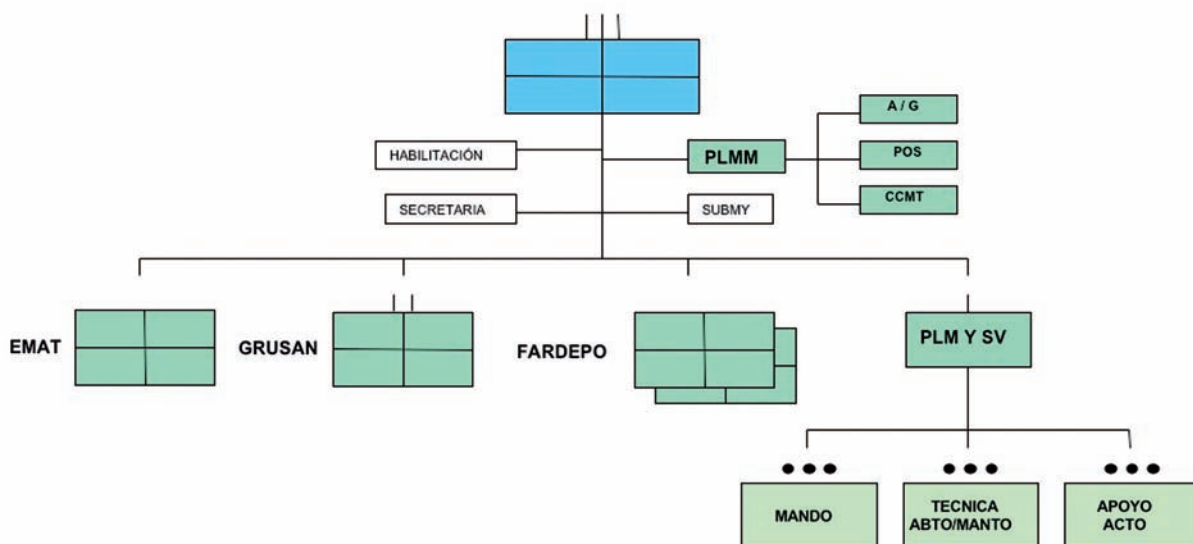 A / G
HABILITACIÓN
PLMM
POS
CCMT
SECRETARIA
SUBMY
EMAT
GRUSAN
FARDEPO
PLM Y SV
MANDO
TECNICA
ABTO/MANTO
APOYO
ACTO